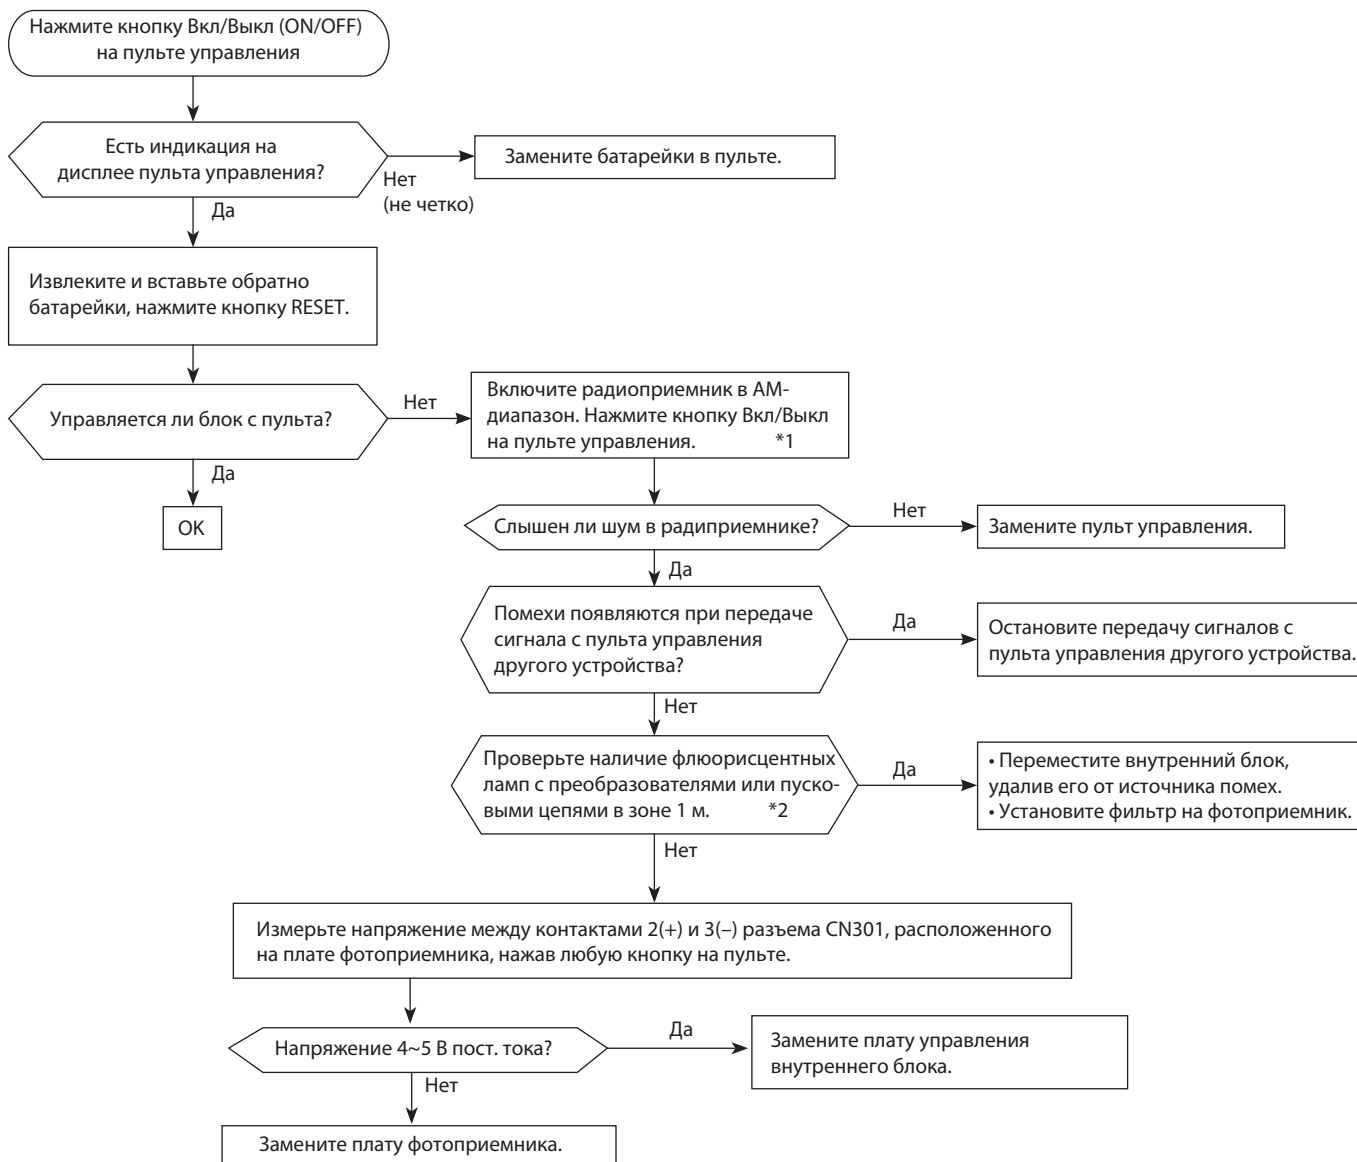 Нажмите кнопку Вкл/Выкл (ON/OFF)
на пульте управления
Есть индикация на
дисплее пульта управления?
Нет
(не четко)
Замените батарейки в пульте.
Да
Извлеките и вставьте обратно
батарейки, нажмите кнопку RESET.
Управляется ли блок с пульта?
Нет
Включите радиоприемник в АМ-
диапазон. Нажмите кнопку Вкл/Выкл
на пульте управления. *1
Да
OK
Слышен ли шум в радиприемнике?
Нет
Замените пульт управления.
Да
Помехи появляются при передаче
сигнала с пульта управления
другого устройства?
Да
Остановите передачу сигналов с
пульта управления другого устройства.
Нет
Проверьте наличие флюорисцентных
ламп с преобразователями или пуско-
выми цепями в зоне 1 м. *2
Да
• Переместите внутренний блок,
удалив его от источника помех.
• Установите фильтр на фотоприемник.
Нет
Измерьте напряжение между контактами 2(+) и 3(–) разъема CN301, расположенного
на плате фотоприемника, нажав любую кнопку на пульте.
Напряжение 4~5 В пост. тока?
Да
Замените плату управления
внутреннего блока.
Нет
Замените плату фотоприемника.